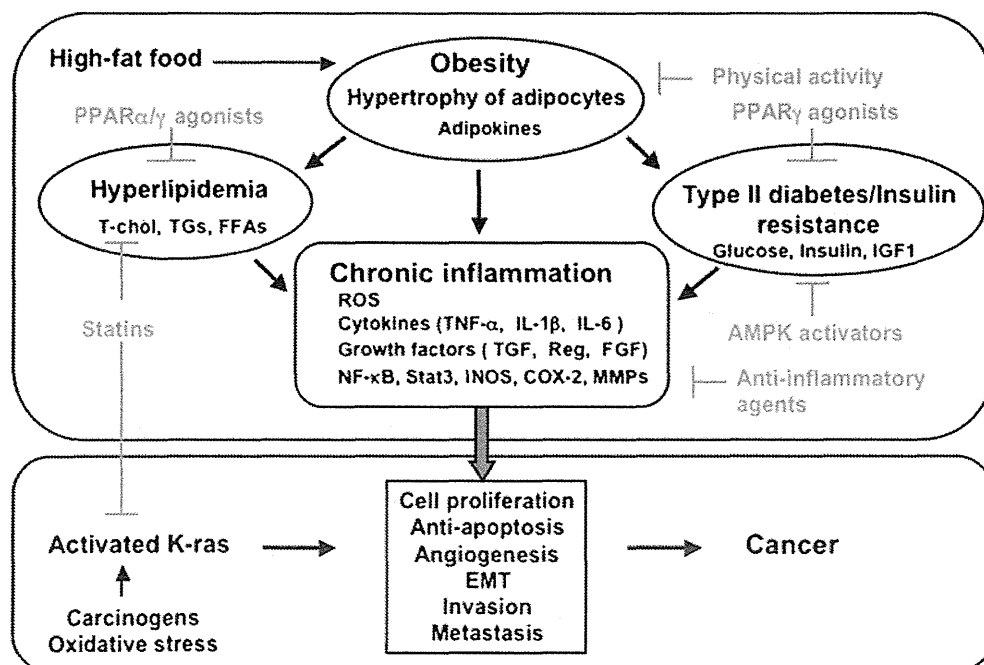 High-fat food
Obesity
Hypertrophy of adipocytes
Adipokines
Physical activity
PPARγ agonists
PPARα/γ agonists
Hyperlipidemia
T-chol, TGs, FFAs
Type II diabetes/Insulin
resistance
Glucose, Insulin, IGF1
Chronic inflammation
ROS
Cytokines (TNF-α, IL-1β, IL-6 )
Growth factors ( TGF, Reg, FGF)
NF-κB, Stat3, iNOS, COX-2, MMPs
Statins
AMPK activators
Anti-inflammatory
agents
Cell proliferation
Anti-apoptosis
Angiogenesis
EMT
Invasion
Metastasis
Activated K-ras
Cancer
Carcinogens
Oxidative stress